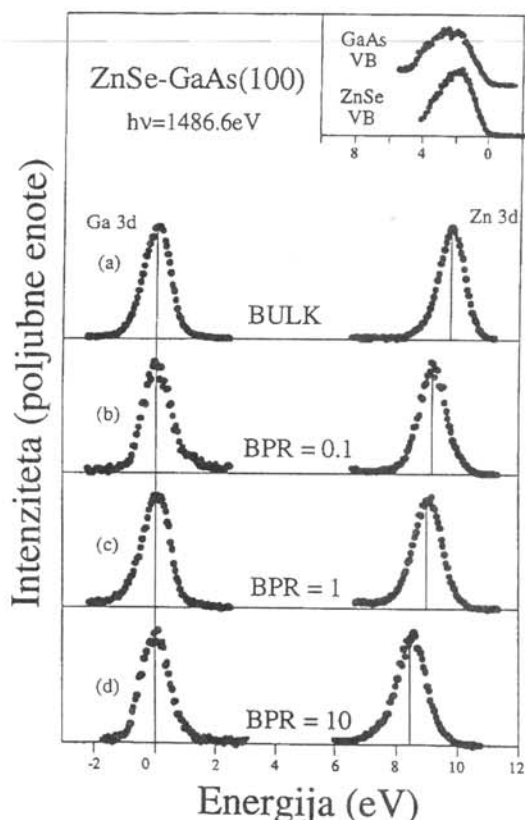 ZnSe-GaAs(100)
hν=1486.6eV
GaAs
VB
ZnSe
VB
8 4 0
Intenziteta (poljubne enote)
Ga 3d
Zn 3d
(a)
BULK
(b)
BPR = 0.1
(c)
BPR = 1
(d)
BPR = 10
-2 0 2 4 6 8 10 12
Energija (eV)